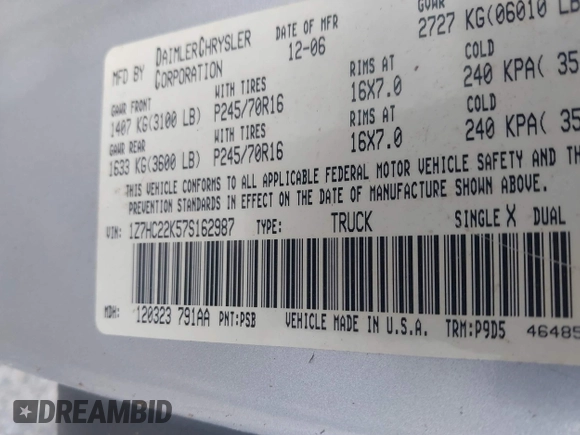 MFD BY DAIMLERCHRYSLER CORPORATION
DATE OF MFR 12-06
GVWR 2727 KG(06010 LB
GAWR FRONT WITH TIRES RIMS AT COLD
1407 KG(3100 LB) P245/70R16 16X7.0 240 KPA( 35
GAWR REAR WITH TIRES RIMS AT COLD
1633 KG(3600 LB) P245/70R16 16X7.0 240 KPA( 35
THIS VEHICLE CONFORMS TO ALL APPLICABLE FEDERAL MOTOR VEHICLE SAFETY AND TH
PREVENTION STANDARDS IN EFFECT ON THE DATE OF MANUFACTURE SHOWN ABOVE.
VIN: 1Z7HC22K57S162987 TYPE: TRUCK SINGLE X DUAL
MDH: 120323 791AA PNT:PSB VEHICLE MADE IN U.S.A. TRM:P9D5 46485
DREAMBID